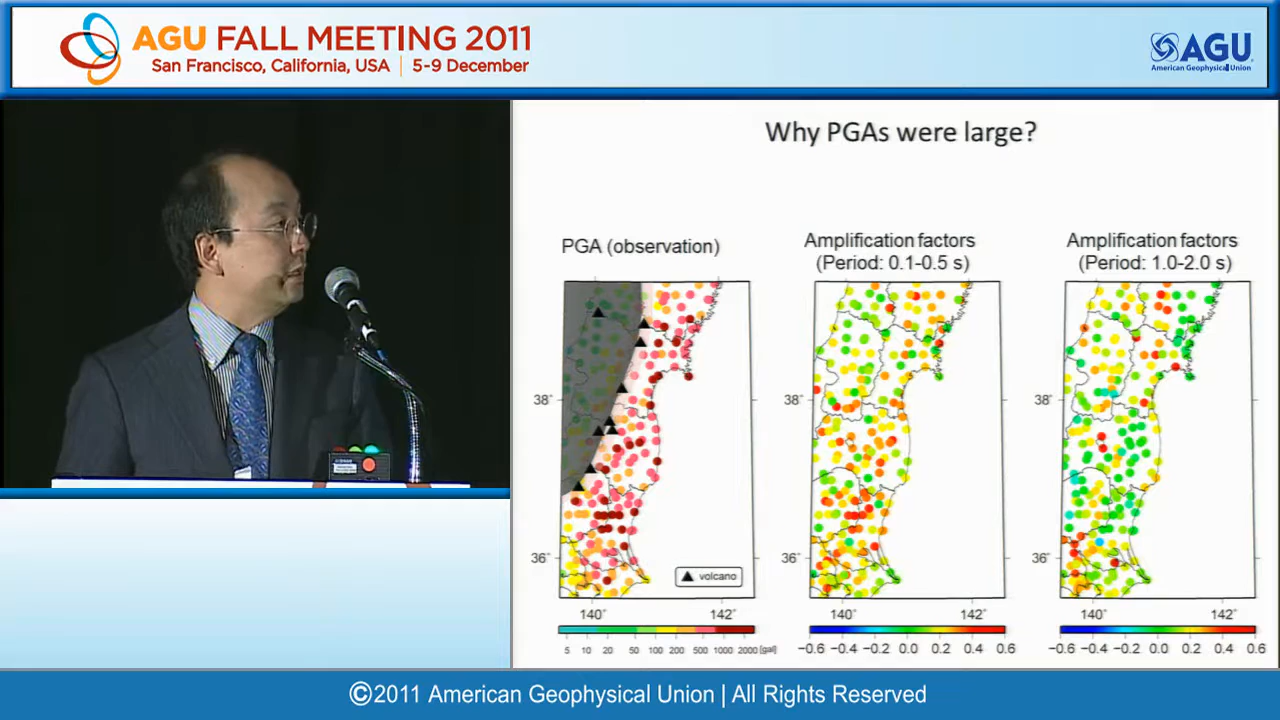 AGU FALL MEETING 2011
San Francisco, California, USA | 5-9 December
AGU
American Geophysical Union
Why PGAs were large?
PGA (observation)
Amplification factors
(Period: 0.1-0.5 s)
Amplification factors
(Period: 1.0-2.0 s)
38°
36°
volcano
140°
142°
5 10 20 50 100 200 500 1000 2000 [gal]
38°
36°
140°
142°
−0.6 −0.4 −0.2 0.0 0.2 0.4 0.6
38°
36°
140°
142°
−0.6 −0.4 −0.2 0.0 0.2 0.4 0.6
©2011 American Geophysical Union | All Rights Reserved